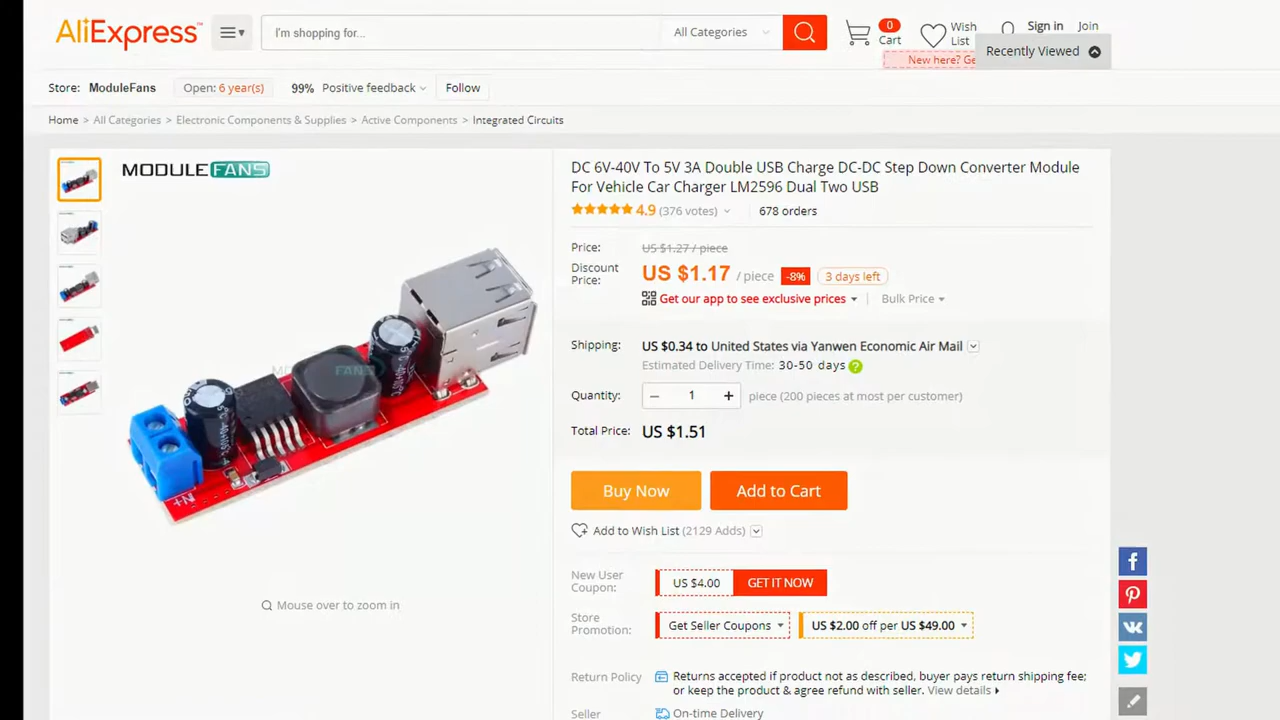 AliExpress™
I'm shopping for...
All Categories
0
Cart
Wish
List
Sign in
Join
New here? Ge
Recently Viewed
Store: ModuleFans Open: 6 year(s) 99% Positive feedback Follow
Home > All Categories > Electronic Components & Supplies > Active Components > Integrated Circuits
MODULEFANS
DC 6V-40V To 5V 3A Double USB Charge DC-DC Step Down Converter Module
For Vehicle Car Charger LM2596 Dual Two USB
4.9 (376 votes) 678 orders
Price: US $1.27 / piece
Discount
Price:
US $1.17 / piece -8% 3 days left
Get our app to see exclusive prices Bulk Price
Shipping: US $0.34 to United States via Yanwen Economic Air Mail
Estimated Delivery Time: 30-50 days
Quantity: 1 piece (200 pieces at most per customer)
Total Price: US $1.51
Buy Now Add to Cart
Add to Wish List (2129 Adds)
New User
Coupon:
US $4.00 GET IT NOW
Store
Promotion:
Get Seller Coupons US $2.00 off per US $49.00
Mouse over to zoom in
Return Policy Returns accepted if product not as described, buyer pays return shipping fee;
or keep the product & agree refund with seller. View details
Seller On-time Delivery